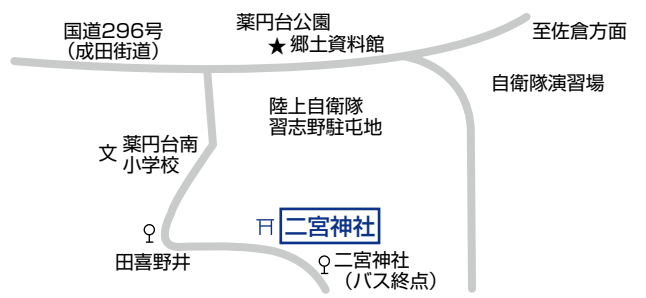 国道296号
（成田街道）
薬円台公園
★郷土資料館
至佐倉方面
自衛隊演習場
陸上自衛隊
習志野駐屯地
文 薬円台南
小学校
二宮神社
田喜野井
二宮神社
（バス終点）